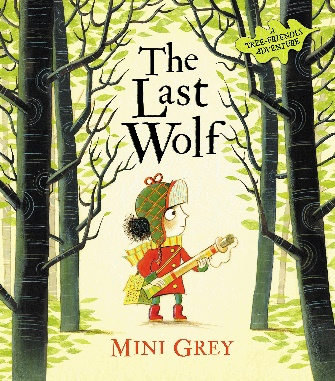 The
Last
Wolf
A
TREE-FRIENDLY
ADVENTURE
MINI GREY